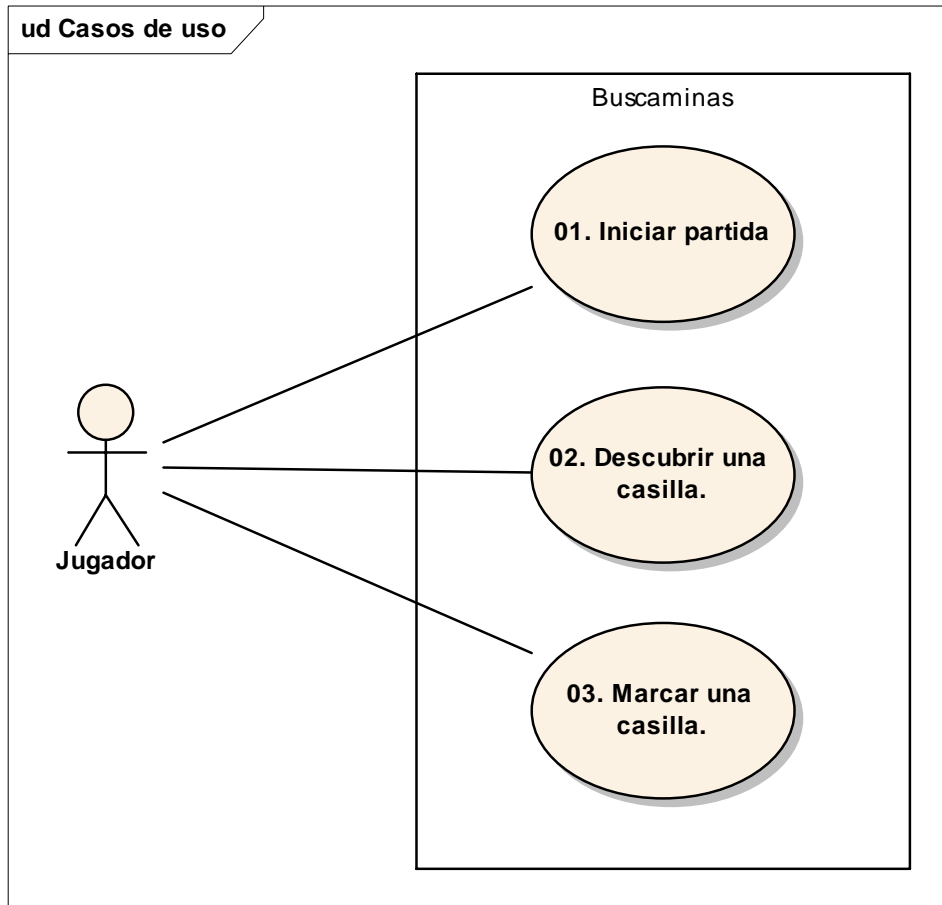 ud Casos de uso
Buscaminas
01. Iniciar partida
02. Descubrir una
casilla.
Jugador
03. Marcar una
casilla.